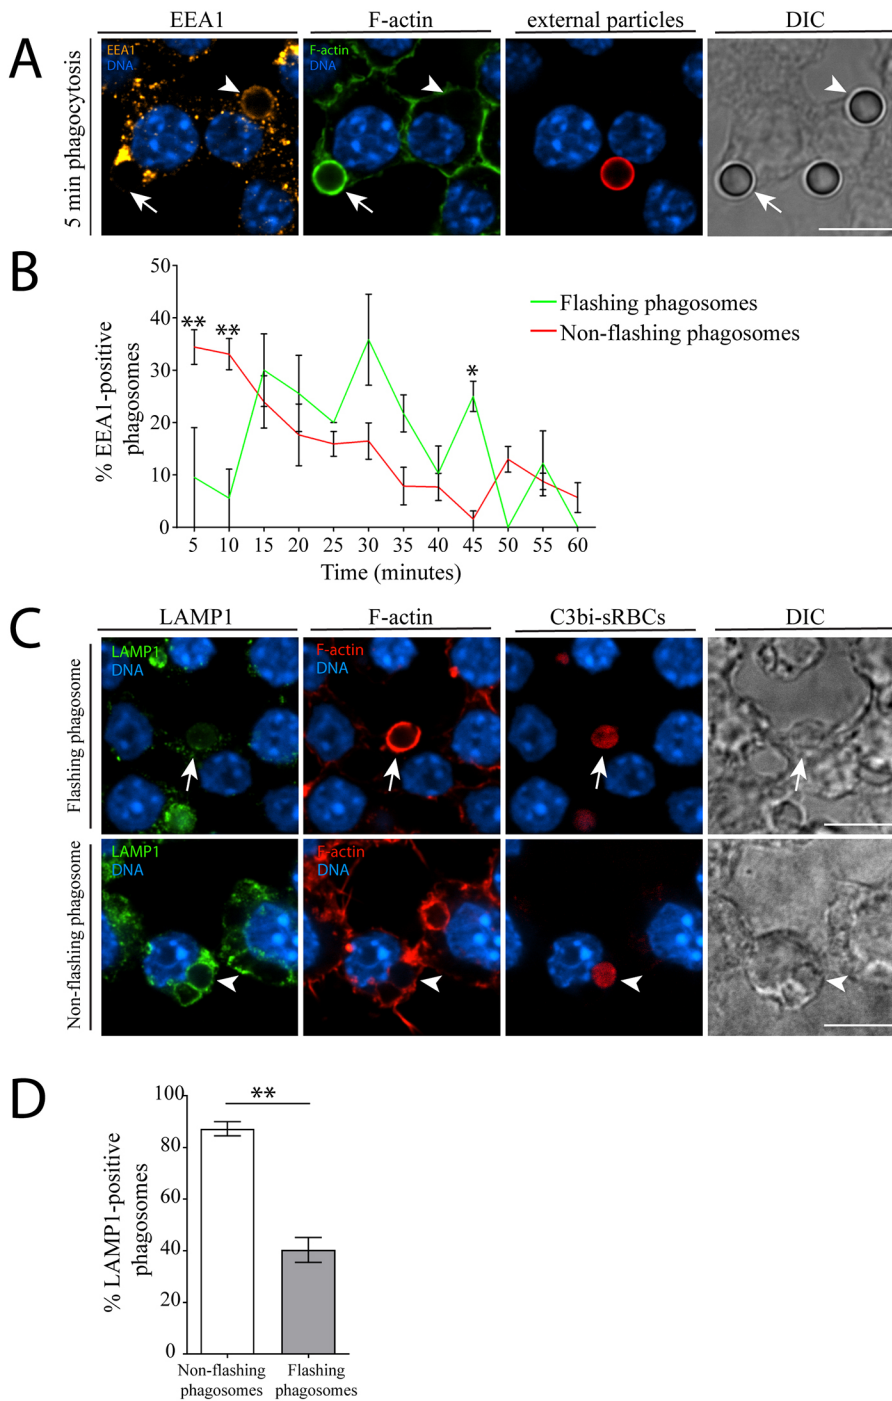 A
EEA1
F-actin
external particles
DIC
5 min phagocytosis
EEA1
DNA
F-actin
DNA
B
% EEA1-positive
phagosomes
50
40
30
20
10
0
**
**
*
Flashing phagosomes
Non-flashing phagosomes
5 10 15 20 25 30 35 40 45 50 55 60
Time (minutes)
C
LAMP1
F-actin
C3bi-sRBCs
DIC
Flashing phagosome
LAMP1
DNA
F-actin
DNA
Non-flashing phagosome
LAMP1
DNA
F-actin
DNA
D
% LAMP1-positive
phagosomes
100
80
60
40
20
0
**
Non-flashing
phagosomes
Flashing
phagosomes